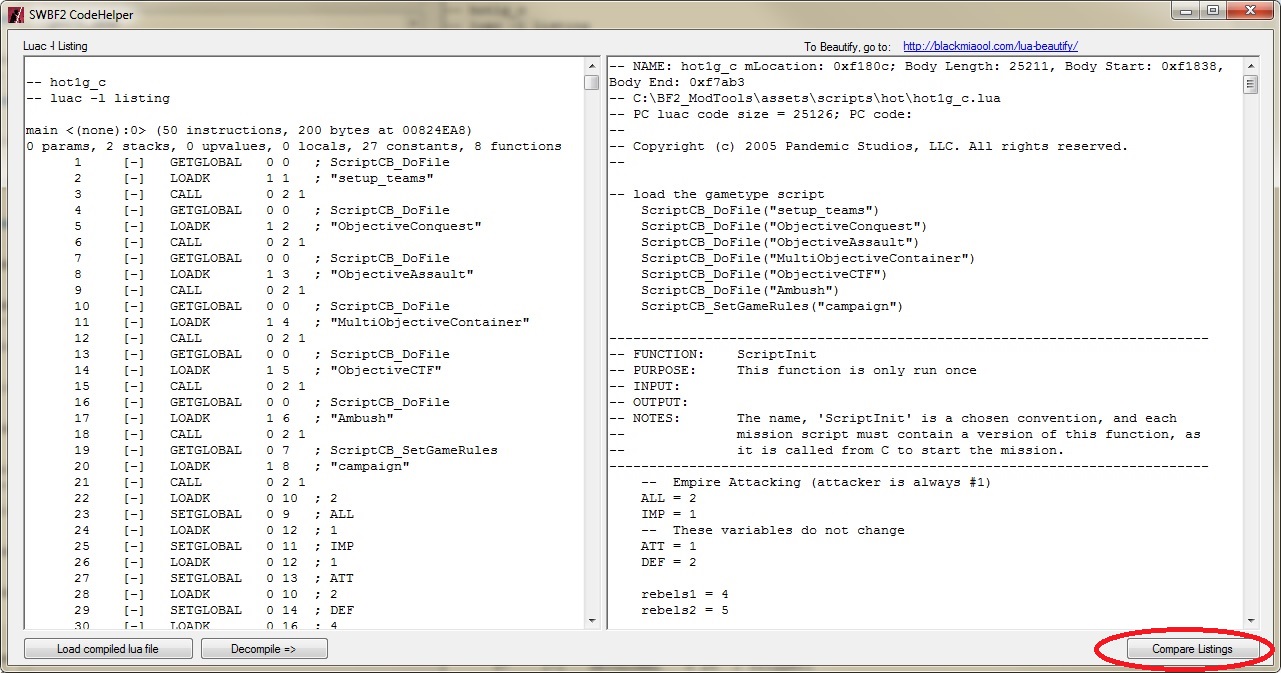 SWBF2 CodeHelper
Luac -l Listing
To Beautify, go to: http://blackmiaool.com/lua-beautify/
-- hot1g_c
-- luac -l listing
main <(none):0> (50 instructions, 200 bytes at 00824EA8)
0 params, 2 stacks, 0 upvalues, 0 locals, 27 constants, 8 functions
1 [-] GETGLOBAL 0 0 ; ScriptCB_DoFile
2 [-] LOADK 1 1 ; "setup_teams"
3 [-] CALL 0 2 1
4 [-] GETGLOBAL 0 0 ; ScriptCB_DoFile
5 [-] LOADK 1 2 ; "ObjectiveConquest"
6 [-] CALL 0 2 1
7 [-] GETGLOBAL 0 0 ; ScriptCB_DoFile
8 [-] LOADK 1 3 ; "ObjectiveAssault"
9 [-] CALL 0 2 1
10 [-] GETGLOBAL 0 0 ; ScriptCB_DoFile
11 [-] LOADK 1 4 ; "MultiObjectiveContainer"
12 [-] CALL 0 2 1
13 [-] GETGLOBAL 0 0 ; ScriptCB_DoFile
14 [-] LOADK 1 5 ; "ObjectiveCTF"
15 [-] CALL 0 2 1
16 [-] GETGLOBAL 0 0 ; ScriptCB_DoFile
17 [-] LOADK 1 6 ; "Ambush"
18 [-] CALL 0 2 1
19 [-] GETGLOBAL 0 7 ; ScriptCB_SetGameRules
20 [-] LOADK 1 8 ; "campaign"
21 [-] CALL 0 2 1
22 [-] LOADK 0 10 ; 2
23 [-] SETGLOBAL 0 9 ; ALL
24 [-] LOADK 0 12 ; 1
25 [-] SETGLOBAL 0 11 ; IMP
26 [-] LOADK 0 12 ; 1
27 [-] SETGLOBAL 0 13 ; ATT
28 [-] LOADK 0 10 ; 2
29 [-] SETGLOBAL 0 14 ; DEF
30 [-] LOADK 0 16 ; 4
-- NAME: hot1g_c mLocation: 0xf180c; Body Length: 25211, Body Start: 0xf1838,
Body End: 0xf7ab3
-- C:\BF2_ModTools\assets\scripts\hot\hot1g_c.lua
-- PC luac code size = 25126; PC code:
--
-- Copyright (c) 2005 Pandemic Studios, LLC. All rights reserved.
--
-- load the gametype script
ScriptCB_DoFile("setup_teams")
ScriptCB_DoFile("ObjectiveConquest")
ScriptCB_DoFile("ObjectiveAssault")
ScriptCB_DoFile("MultiObjectiveContainer")
ScriptCB_DoFile("ObjectiveCTF")
ScriptCB_DoFile("Ambush")
ScriptCB_SetGameRules("campaign")
---------------------------------------------------------------------------
-- FUNCTION: ScriptInit
-- PURPOSE: This function is only run once
-- INPUT:
-- OUTPUT:
-- NOTES: The name, 'ScriptInit' is a chosen convention, and each
-- mission script must contain a version of this function, as
-- it is called from C to start the mission.
---------------------------------------------------------------------------
-- Empire Attacking (attacker is always #1)
ALL = 2
IMP = 1
-- These variables do not change
ATT = 1
DEF = 2
rebels1 = 4
rebels2 = 5
Load compiled lua file
Decompile =>
Compare Listings